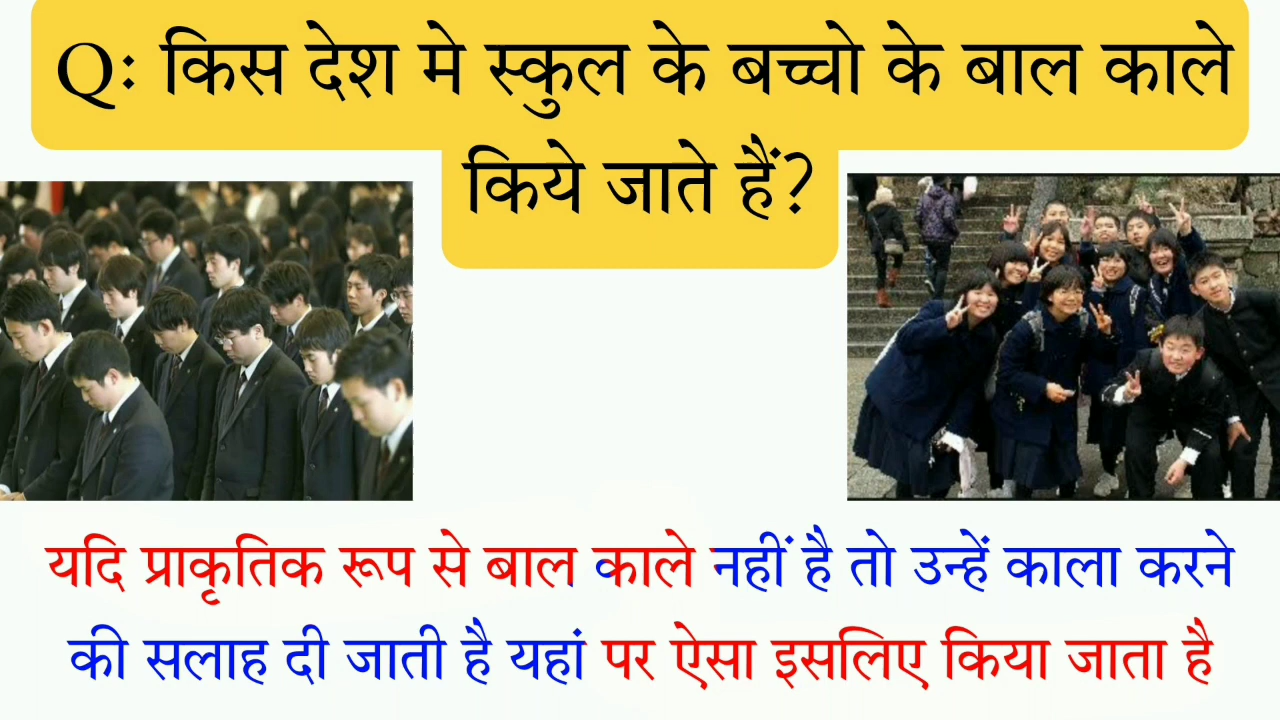 Q: किस देश मे स्कुल के बच्चो के बाल काले
किये जाते हैं?
यदि प्राकृतिक रूप से बाल काले नहीं है तो उन्हें काला करने
की सलाह दी जाती है यहां पर ऐसा इसलिए किया जाता है